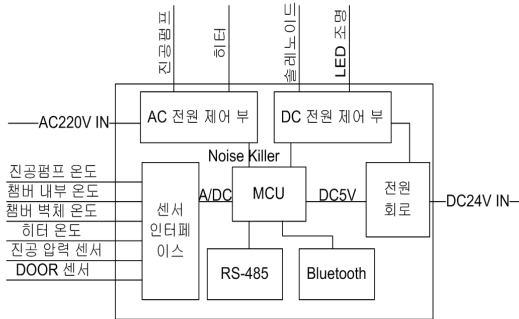 진공펌프
히터
솔레노이드
LED 조명
AC220V IN
AC 전원 제어 부
DC 전원 제어 부
Noise Killer
진공펌프 온도
챔버 내부 온도
챔버 벽체 온도
히터 온도
진공 압력 센서
DOOR 센서
센서
인터페
이스
A/DC
MCU
DC5V
전원
회로
DC24V IN
RS-485
Bluetooth